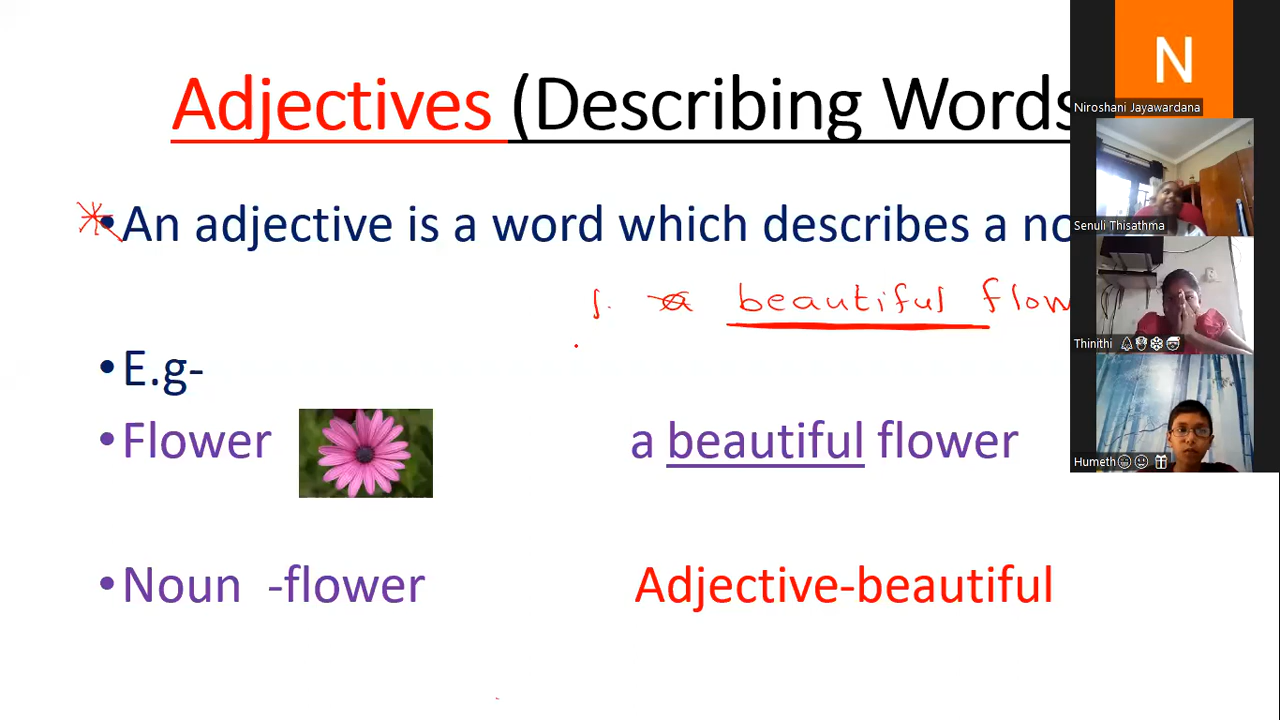 Adjectives (Describing Words
* • An adjective is a word which describes a no
1. a beautiful flow
• E.g-
• Flower a beautiful flower
• Noun -flower Adjective-beautiful
N
Niroshani Jayawardana
Senuli Thisathma
Thinithi
Humeth